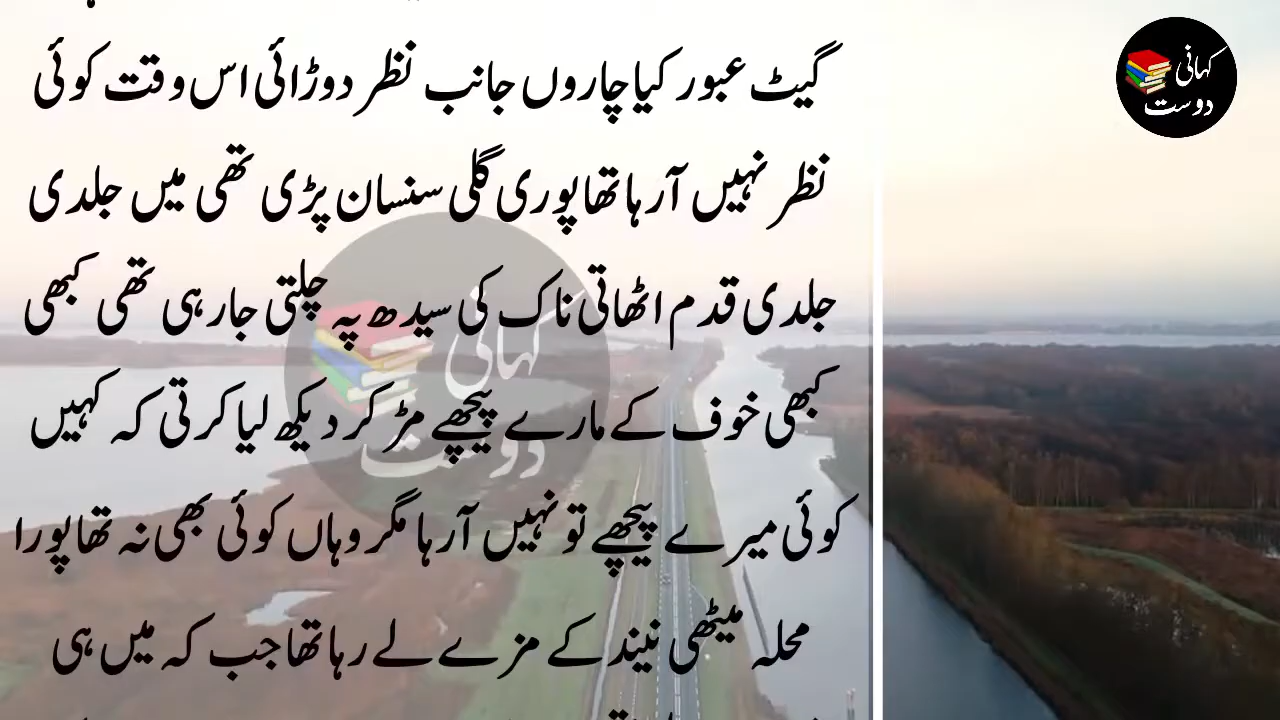 گیٹ عبور کیا چاروں جانب نظر دوڑائی اس وقت کوئی
نظر نہیں آرہا تھا پوری گلی سنسان پڑی تھی میں جلدی
جلدی قدم اٹھاتی ناک کی سیدھ پہ چلتی جارہی تھی کبھی
کبھی خوف کے مارے پیچھے مڑ کر دیکھ لیا کرتی کہ کہیں
کوئی میرے پیچھے تو نہیں آرہا مگر وہاں کوئی بھی نہ تھا پورا
محلہ میٹھی نیند کے مزے لے رہا تھا جب کہ میں ہی
کہانی
دوست
کہانی
دوست